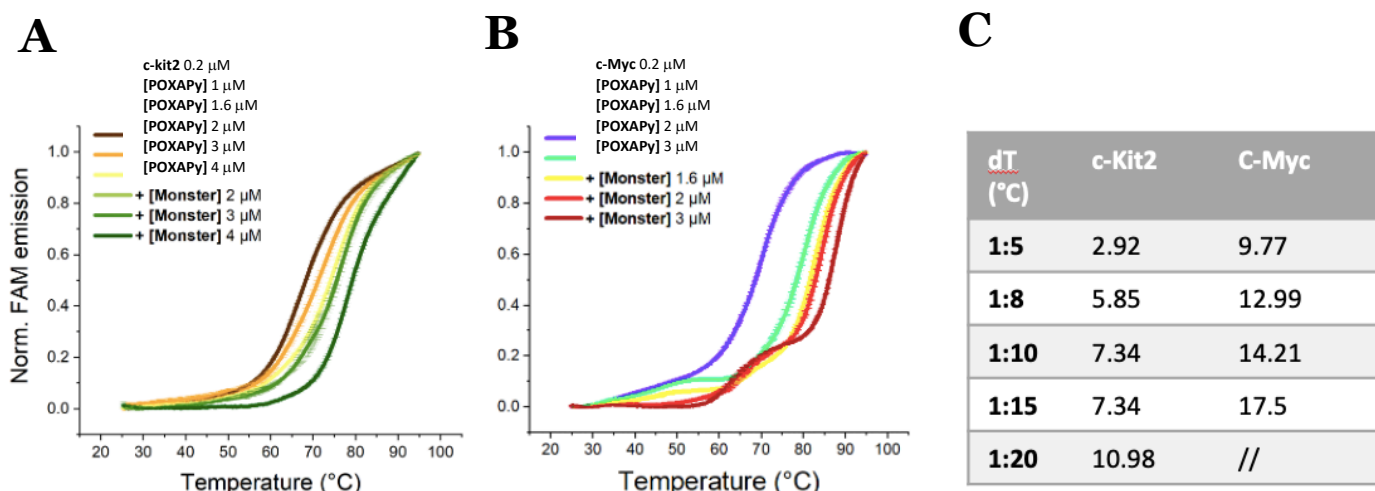 A
c-kit2 0.2 μM
[POXAPy] 1 μM
[POXAPy] 1.6 μM
[POXAPy] 2 μM
[POXAPy] 3 μM
[POXAPy] 4 μM
+ [Monster] 2 μM
+ [Monster] 3 μM
+ [Monster] 4 μM
Norm. FAM emission
1.0
0.8
0.6
0.4
0.2
0.0
20 30 40 50 60 70 80 90 100
Temperature (°C)
B
c-Myc 0.2 μM
[POXAPy] 1 μM
[POXAPy] 1.6 μM
[POXAPy] 2 μM
[POXAPy] 3 μM
+ [Monster] 1.6 μM
+ [Monster] 2 μM
+ [Monster] 3 μM
1.0
0.8
0.6
0.4
0.2
0.0
20 30 40 50 60 70 80 90 100
Temperature (°C)
C
dT (°C) c-Kit2 C-Myc
1:5 2.92 9.77
1:8 5.85 12.99
1:10 7.34 14.21
1:15 7.34 17.5
1:20 10.98 //